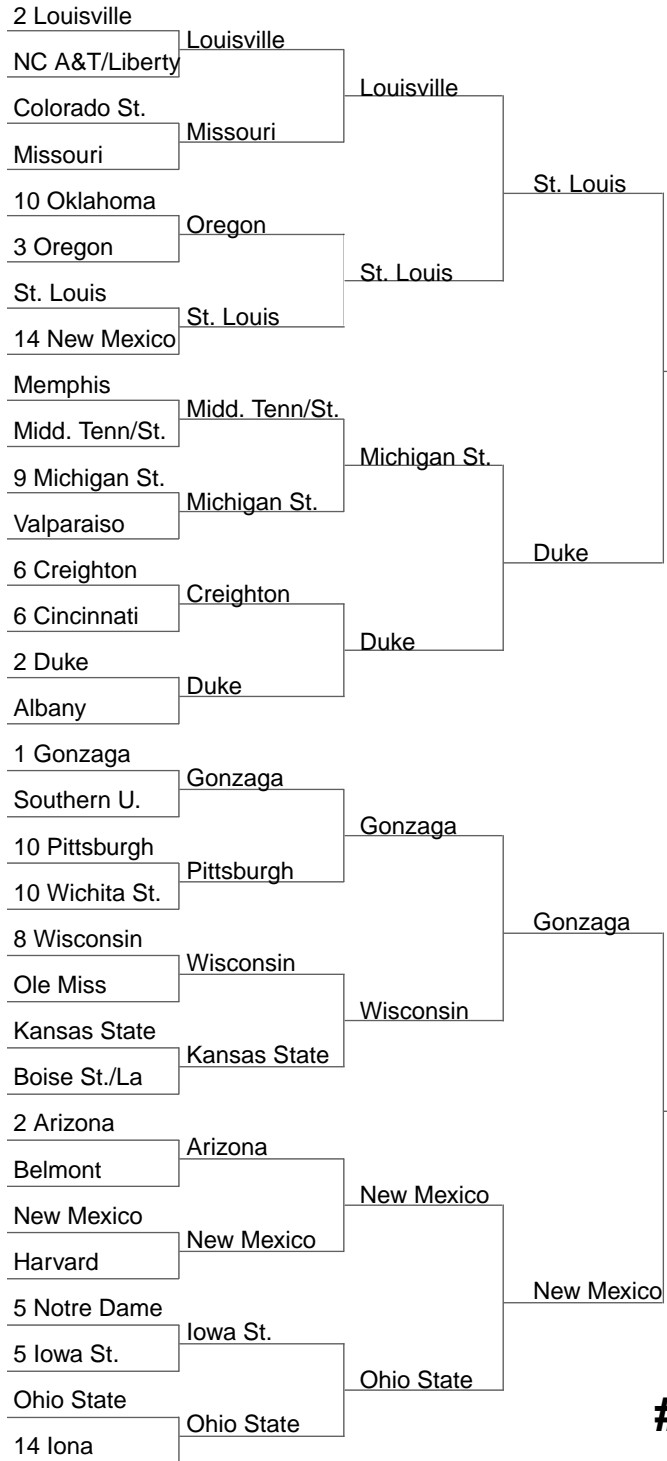 2 Louisville
NC A&T/Liberty
Colorado St.
Missouri
10 Oklahoma
3 Oregon
St. Louis
14 New Mexico
Memphis
Midd. Tenn/St.
9 Michigan St.
Valparaiso
6 Creighton
6 Cincinnati
2 Duke
Albany
1 Gonzaga
Southern U.
10 Pittsburgh
10 Wichita St.
8 Wisconsin
Ole Miss
Kansas State
Boise St./La
2 Arizona
Belmont
New Mexico
Harvard
5 Notre Dame
5 Iowa St.
Ohio State
14 Iona
Louisville
Missouri
Oregon
St. Louis
Midd. Tenn/St.
Michigan St.
Creighton
Duke
Gonzaga
Pittsburgh
Wisconsin
Kansas State
Arizona
New Mexico
Iowa St.
Ohio State
Louisville
St. Louis
Michigan St.
Duke
Gonzaga
Wisconsin
New Mexico
Ohio State
St. Louis
Duke
Gonzaga
New Mexico
#